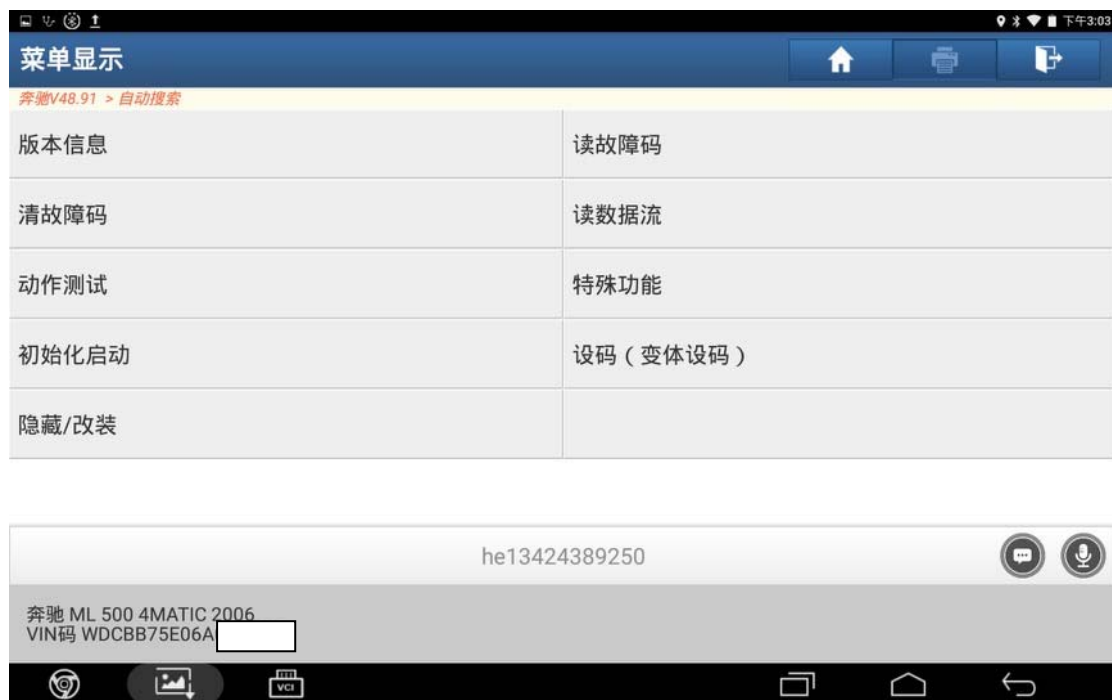 下午3:03
菜单显示
奔驰V48.91 > 自动搜索
版本信息
读故障码
清故障码
读数据流
动作测试
特殊功能
初始化启动
设码（变体设码）
隐藏/改装
he13424389250
奔驰 ML 500 4MATIC 2006
VIN码 WDCBB75E06A
VCI